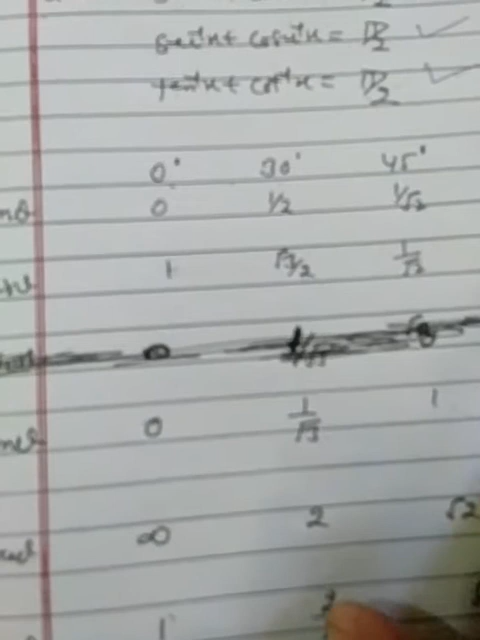 sec⁻¹x + cosec⁻¹x = π/2 ✓
tan⁻¹x + cot⁻¹x = π/2 ✓
0° 30° 45°
0 1/2 1/√2
1 √3/2 1/√2
0 1/√3 1
∞ 2 √2
1